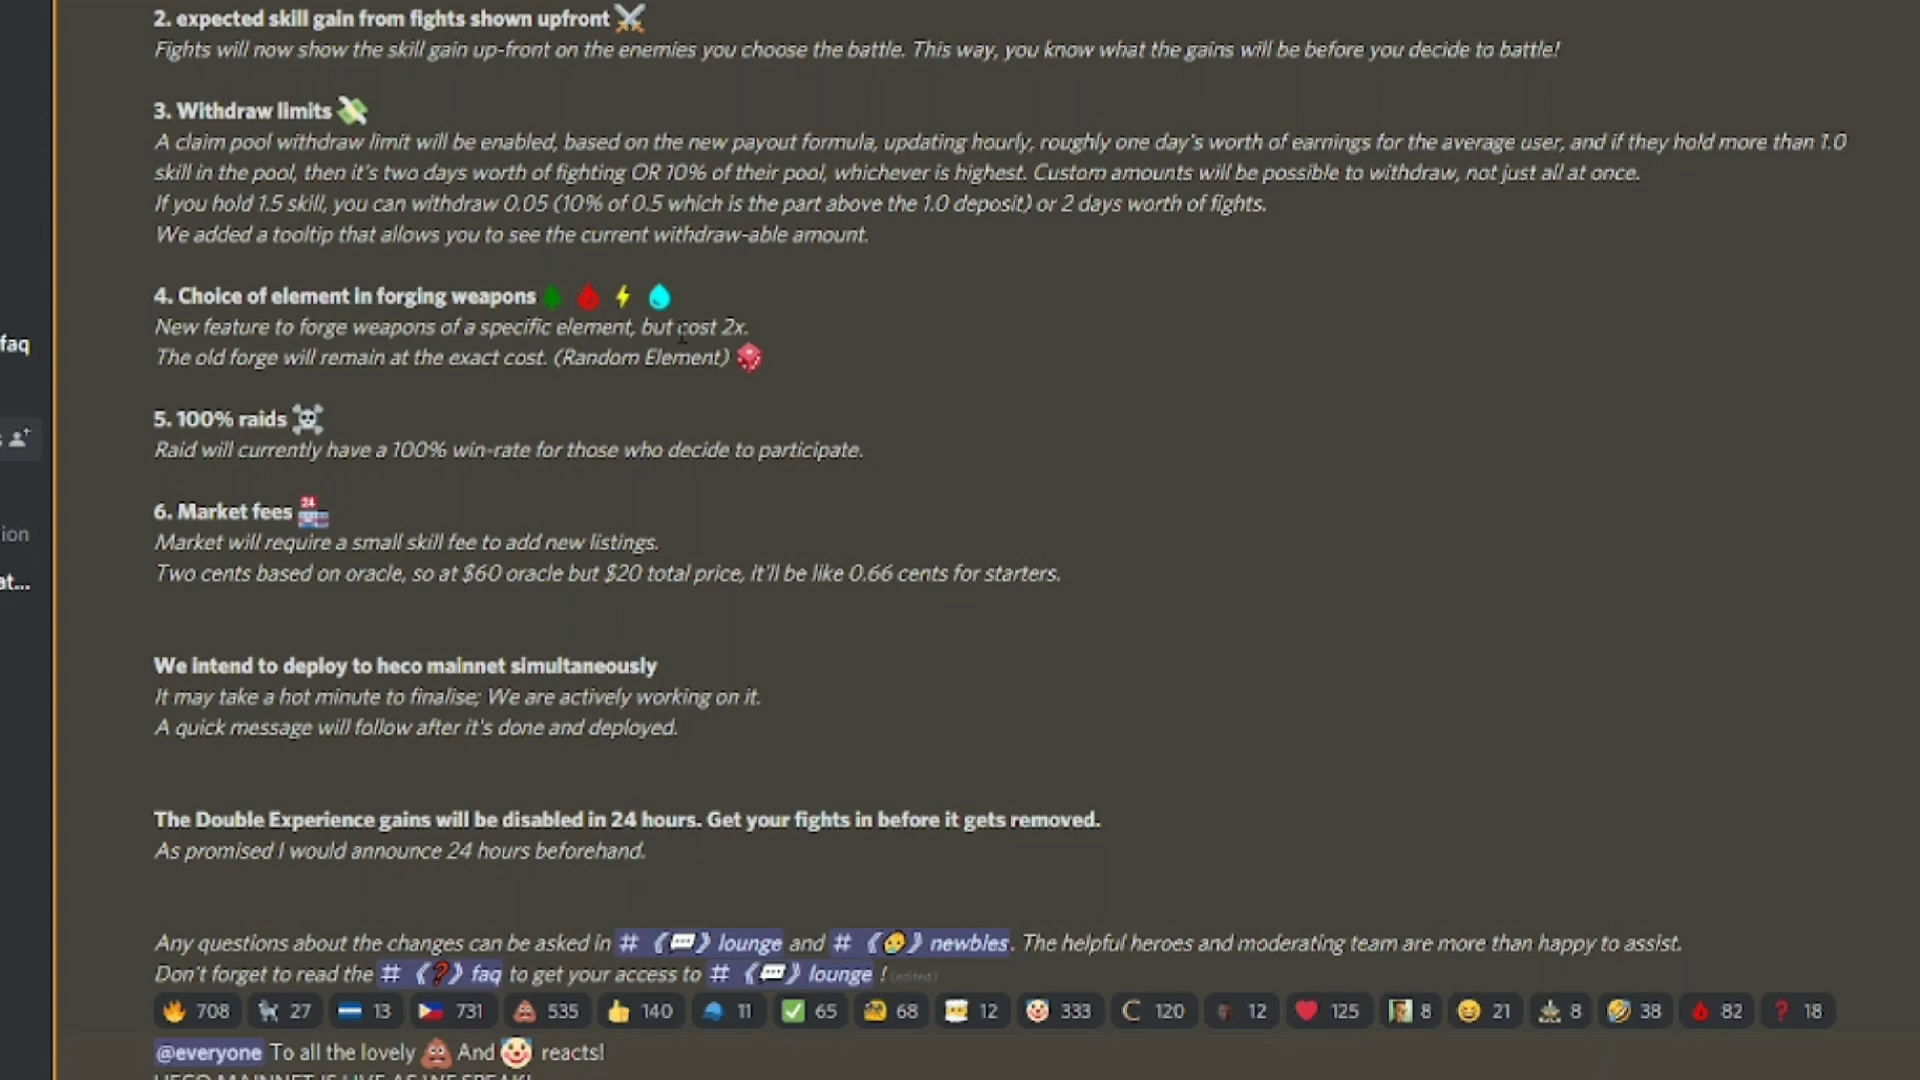 2. expected skill gain from fights shown upfront
Fights will now show the skill gain up-front on the enemies you choose the battle. This way, you know what the gains will be before you decide to battle!
3. Withdraw limits
A claim pool withdraw limit will be enabled, based on the new payout formula, updating hourly, roughly one day's worth of earnings for the average user, and if they hold more than 1.0
skill in the pool, then it's two days worth of fighting OR 10% of their pool, whichever is highest. Custom amounts will be possible to withdraw, not just all at once.
If you hold 1.5 skill, you can withdraw 0.05 (10% of 0.5 which is the part above the 1.0 deposit) or 2 days worth of fights.
We added a tooltip that allows you to see the current withdraw-able amount.
4. Choice of element in forging weapons
New feature to forge weapons of a specific element, but cost 2x.
faq
The old forge will remain at the exact cost. (Random Element)
5. 100% raids
Raid will currently have a 100% win-rate for those who decide to participate.
6. Market fees
ion
Market will require a small skill fee to add new listings.
at...
Two cents based on oracle, so at $60 oracle but $20 total price, it'll be like 0.66 cents for starters.
We intend to deploy to heco mainnet simultaneously
It may take a hot minute to finalise; We are actively working on it.
A quick message will follow after it's done and deployed.
The Double Experience gains will be disabled in 24 hours. Get your fights in before it gets removed.
As promised I would announce 24 hours beforehand.
Any questions about the changes can be asked in # 《💬》lounge and # 《》newbies. The helpful heroes and moderating team are more than happy to assist.
Don't forget to read the # 《❓》faq to get your access to # 《💬》lounge ! (edited)
708 27 13 731 535 140 11 65 68 12 333 120 12 125 8 21 8 38 82 18
@everyone To all the lovely 💩 And 🤡 reacts!
HECO MAINNET IS LIVE AS WE SPEAK!